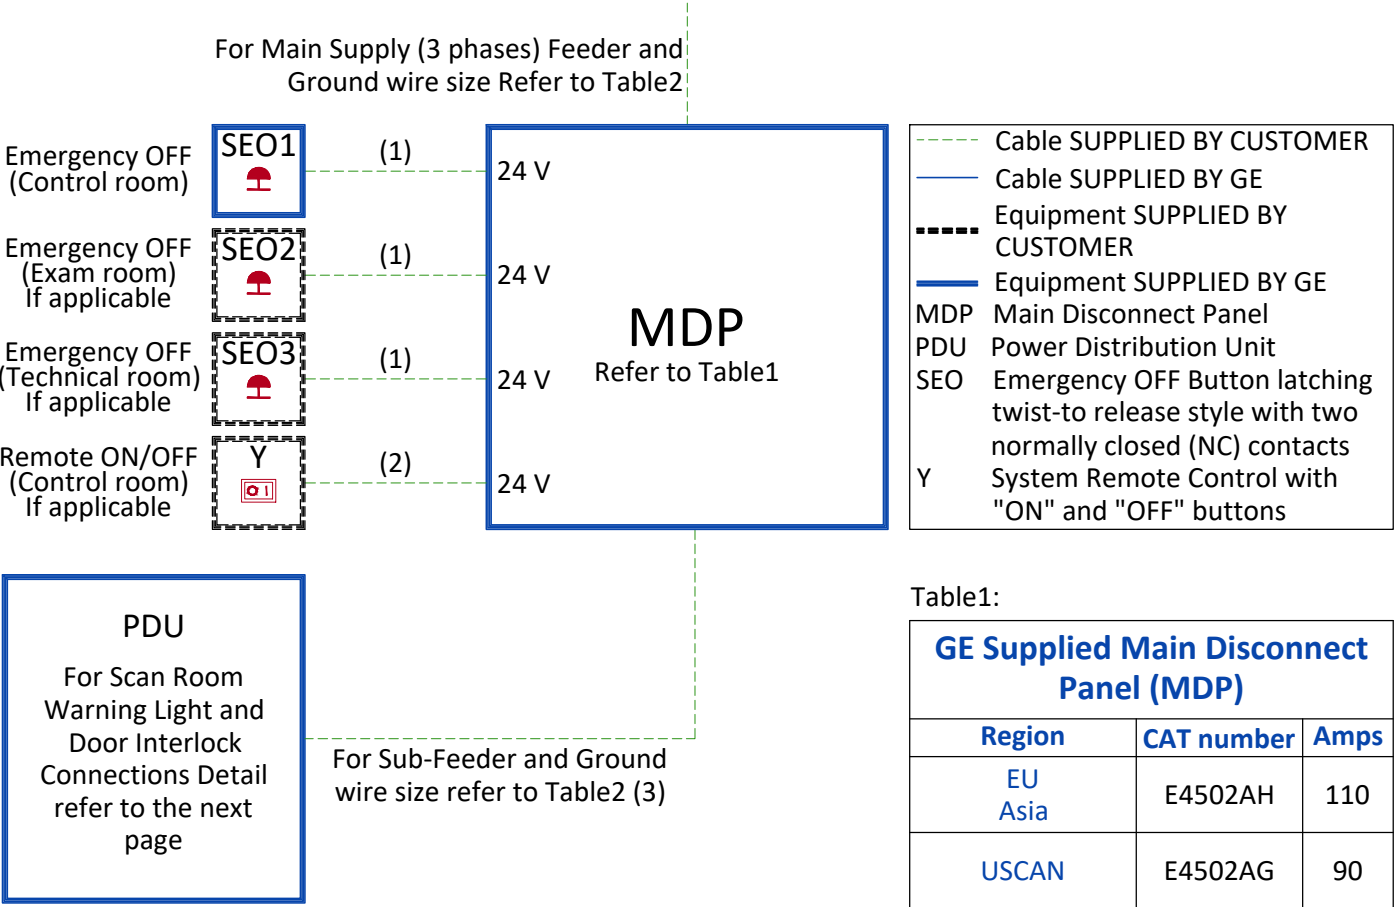 For Main Supply (3 phases) Feeder and
Ground wire size Refer to Table2
Emergency OFF
(Control room)
SEO1
(1)
24 V
Emergency OFF
(Exam room)
If applicable
SEO2
(1)
24 V
Emergency OFF
(Technical room)
If applicable
SEO3
(1)
24 V
Remote ON/OFF
(Control room)
If applicable
Y
(2)
24 V
MDP
Refer to Table1
Cable SUPPLIED BY CUSTOMER
Cable SUPPLIED BY GE
Equipment SUPPLIED BY
CUSTOMER
Equipment SUPPLIED BY GE
MDP Main Disconnect Panel
PDU Power Distribution Unit
SEO Emergency OFF Button latching
twist-to release style with two
normally closed (NC) contacts
Y System Remote Control with
"ON" and "OFF" buttons
PDU
For Scan Room
Warning Light and
Door Interlock
Connections Detail
refer to the next
page
For Sub-Feeder and Ground
wire size refer to Table2 (3)
Table1:
GE Supplied Main Disconnect
Panel (MDP)
Region CAT number Amps
EU
Asia
E4502AH 110
USCAN E4502AG 90